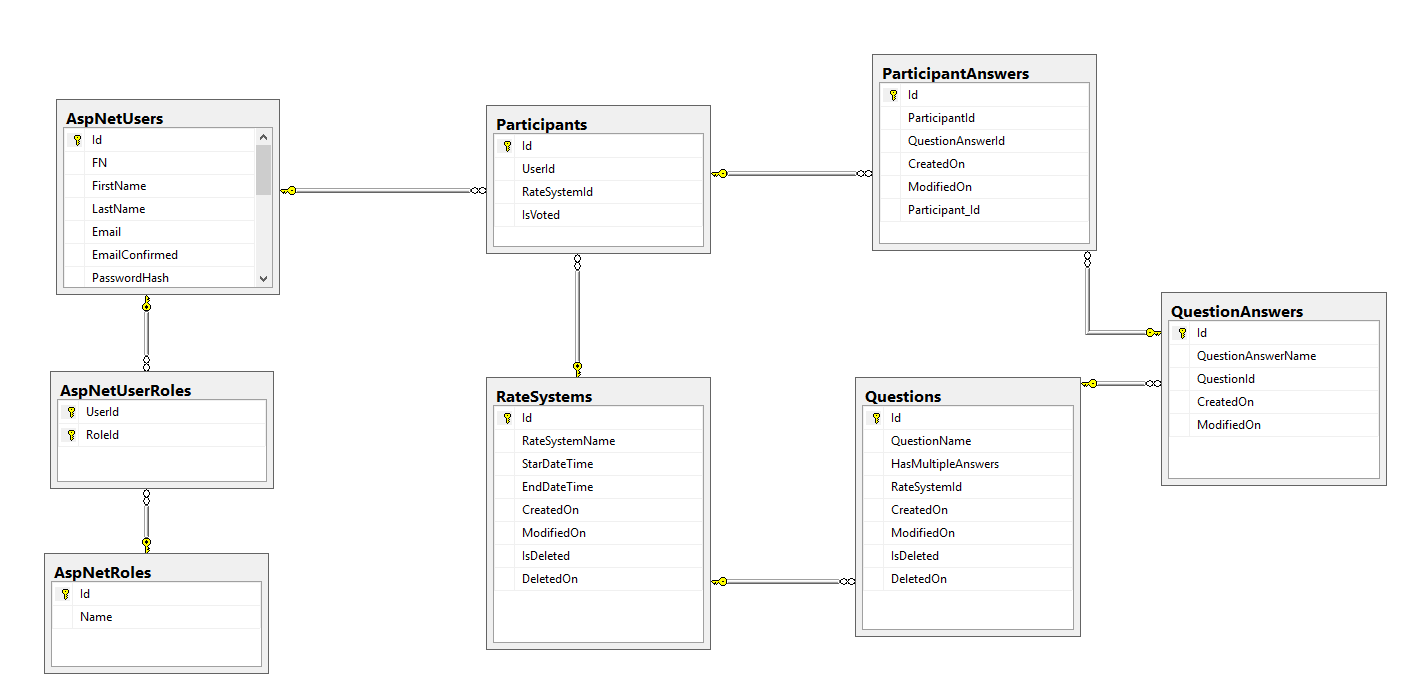 AspNetUsers
Id
FN
FirstName
LastName
Email
EmailConfirmed
PasswordHash
AspNetUserRoles
UserId
RoleId
AspNetRoles
Id
Name
Participants
Id
UserId
RateSystemId
IsVoted
RateSystems
Id
RateSystemName
StarDateTime
EndDateTime
CreatedOn
ModifiedOn
IsDeleted
DeletedOn
ParticipantAnswers
Id
ParticipantId
QuestionAnswerId
CreatedOn
ModifiedOn
Participant_Id
Questions
Id
QuestionName
HasMultipleAnswers
RateSystemId
CreatedOn
ModifiedOn
IsDeleted
DeletedOn
QuestionAnswers
Id
QuestionAnswerName
QuestionId
CreatedOn
ModifiedOn